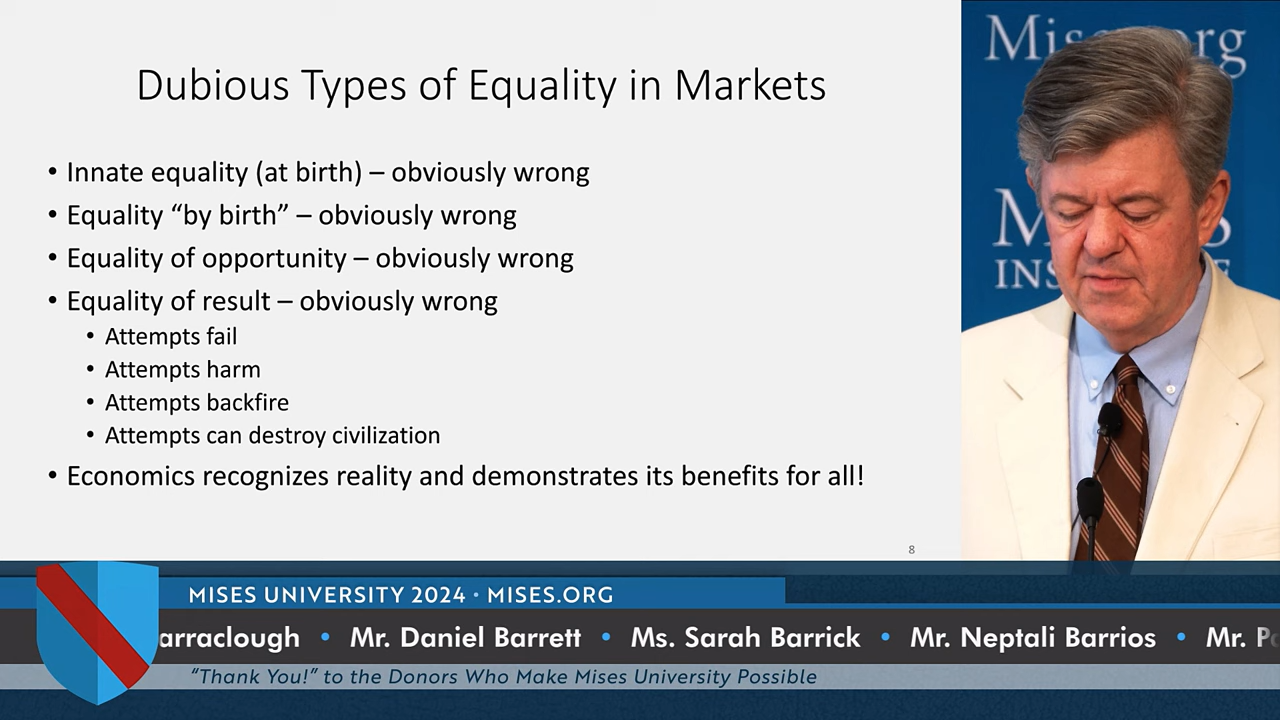 Dubious Types of Equality in Markets
• Innate equality (at birth) – obviously wrong
• Equality “by birth” – obviously wrong
• Equality of opportunity – obviously wrong
• Equality of result – obviously wrong
• Attempts fail
• Attempts harm
• Attempts backfire
• Attempts can destroy civilization
• Economics recognizes reality and demonstrates its benefits for all!
8
MISES UNIVERSITY 2024 • MISES.ORG
arraclough • Mr. Daniel Barrett • Ms. Sarah Barrick • Mr. Neptali Barrios • Mr.
“Thank You!” to the Donors Who Make Mises University Possible